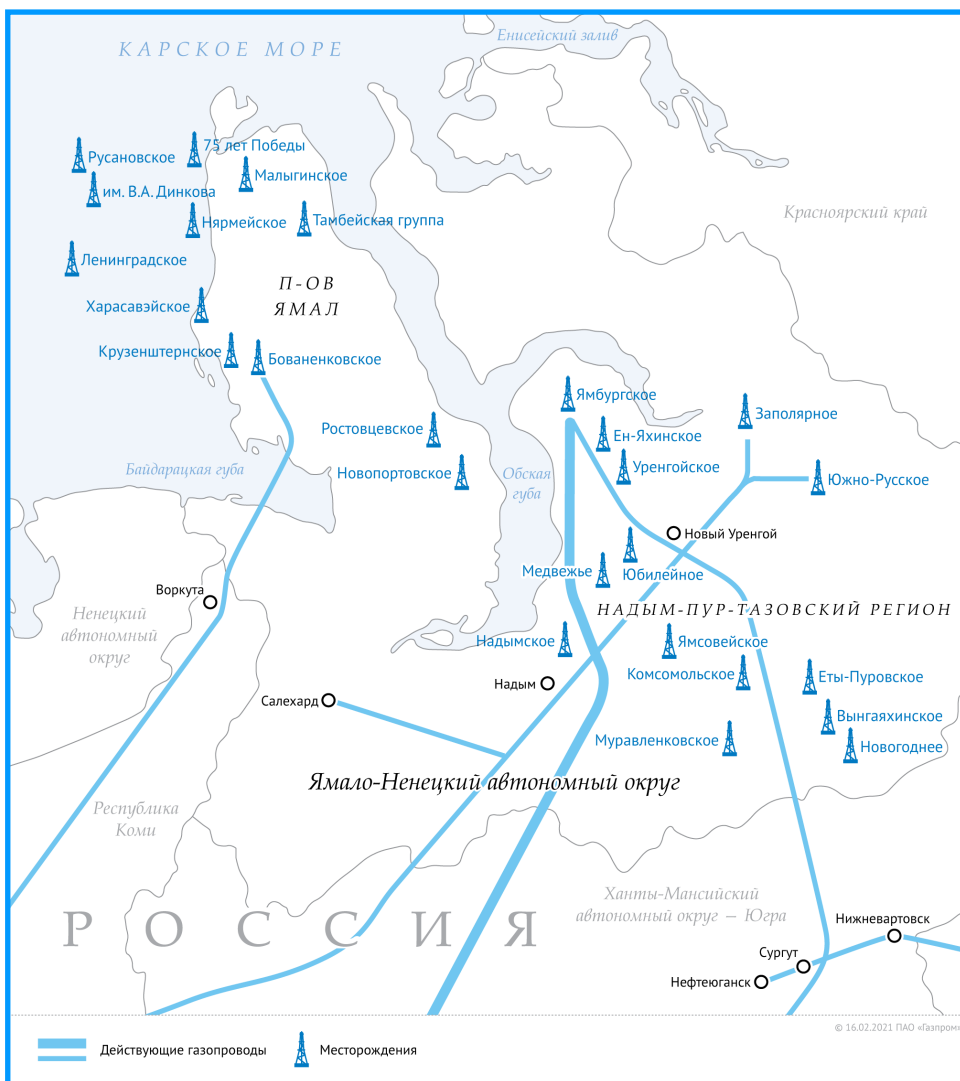 КАРСКОЕ МОРЕ
Енисейский залив
75 лет Победы
Русановское
Малыгинское
им. В.А. Динкова
Красноярский край
Нярмейское
Тамбейская группа
Ленинградское
П-ОВ
ЯМАЛ
Харасавэйское
Крузенштернское
Бованенковское
Ямбургское
Заполярное
Ростовцевское
Ен-Яхинское
Байдарацкая губа
Новопортовское
Обская
губа
Уренгойское
Южно-Русское
Новый Уренгой
Медвежье
Юбилейное
Воркута
НАДЫМ-ПУР-ТАЗОВСКИЙ РЕГИОН
Ненецкий
автономный
округ
Надымское
Ямсовейское
Комсомольское
Еты-Пуровское
Надым
Салехард
Вынгаяхинское
Муравленковское
Новогоднее
Ямало-Ненецкий автономный округ
Республика
Коми
Ханты-Мансийский
автономный округ – Югра
РОССИЯ
Нижневартовск
Сургут
Нефтеюганск
© 16.02.2021 ПАО «Газпром»
Действующие газопроводы
Месторождения